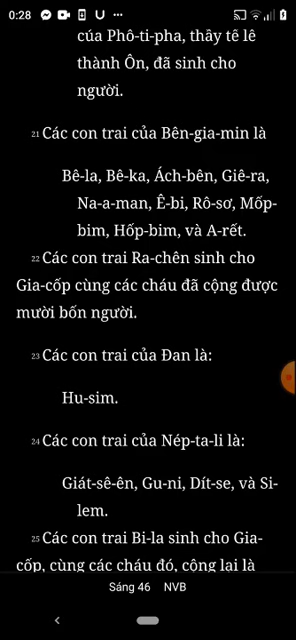 0:28
của Phô-ti-pha, thầy tế lễ
thành Ôn, đã sinh cho
người.
21 Các con trai của Bên-gia-min là
Bê-la, Bê-ka, Ách-bên, Giê-ra,
Na-a-man, Ê-bi, Rô-sơ, Mốp-
bim, Hốp-bim, và A-rết.
22 Các con trai Ra-chên sinh cho
Gia-cốp cùng các cháu đã cộng được
mười bốn người.
23 Các con trai của Đan là:
Hu-sim.
24 Các con trai của Nép-ta-li là:
Giát-sê-ên, Gu-ni, Dít-se, và Si-
lem.
25 Các con trai Bi-la sinh cho Gia-
cốp, cùng các cháu đó, cộng lại là
Sáng 46 NVB